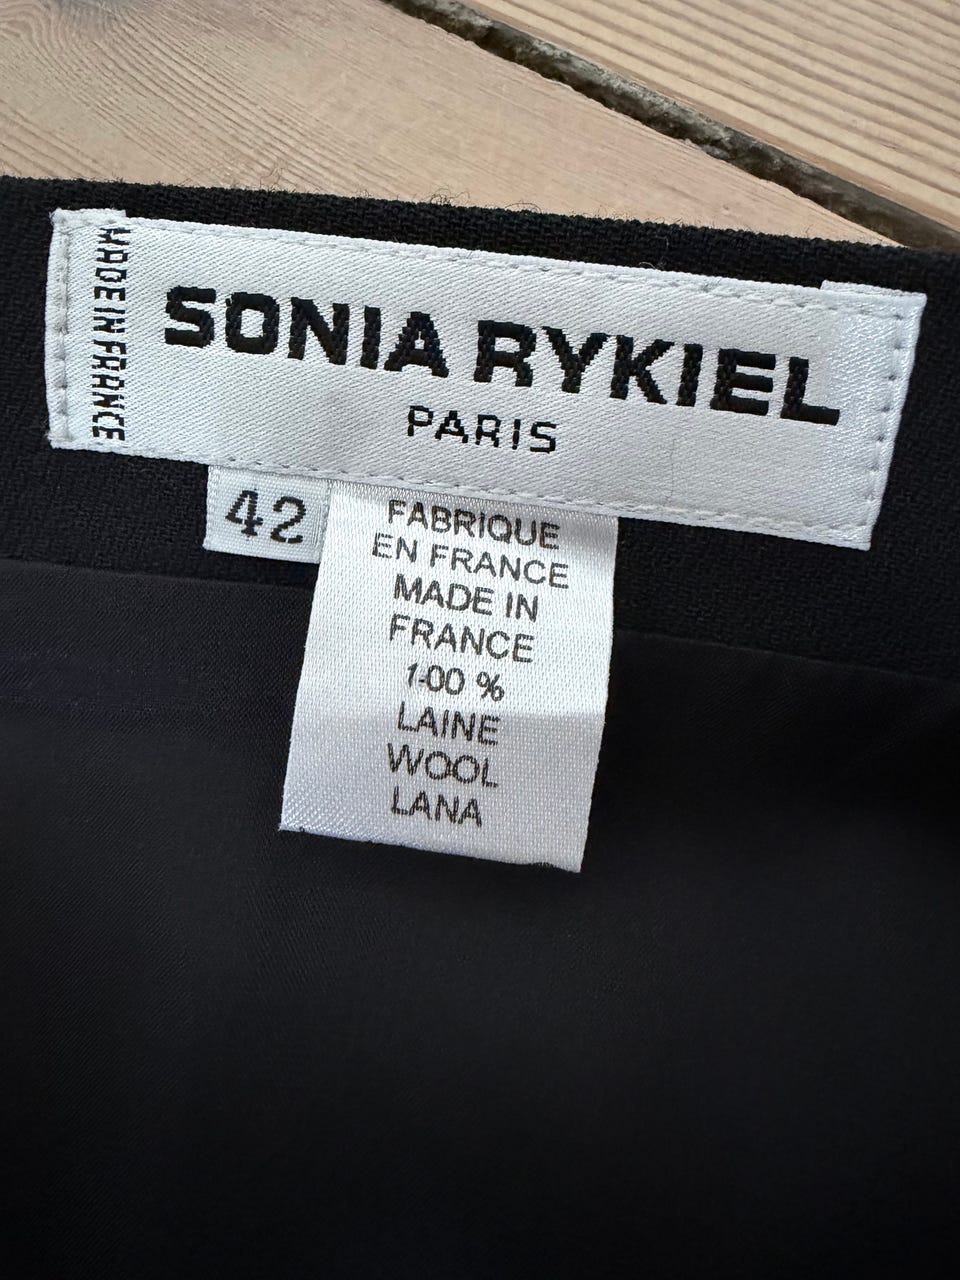 MADE IN FRANCE
SONIA RYKIEL
PARIS
42
FABRIQUE
EN FRANCE
MADE IN
FRANCE
100 %
LAINE
WOOL
LANA